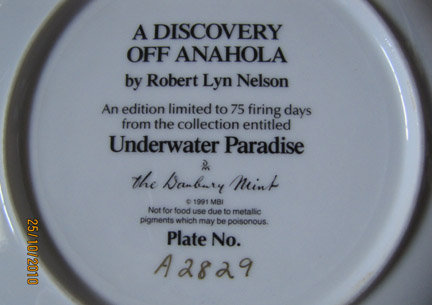 A DISCOVERY
OFF ANAHOLA
by Robert Lyn Nelson
An edition limited to 75 firing days
from the collection entitled
Underwater Paradise
the Danbury Mint
© 1991 MBI
Not for food use due to metallic
pigments which may be poisonous.
Plate No.
A2829
25/10/2010